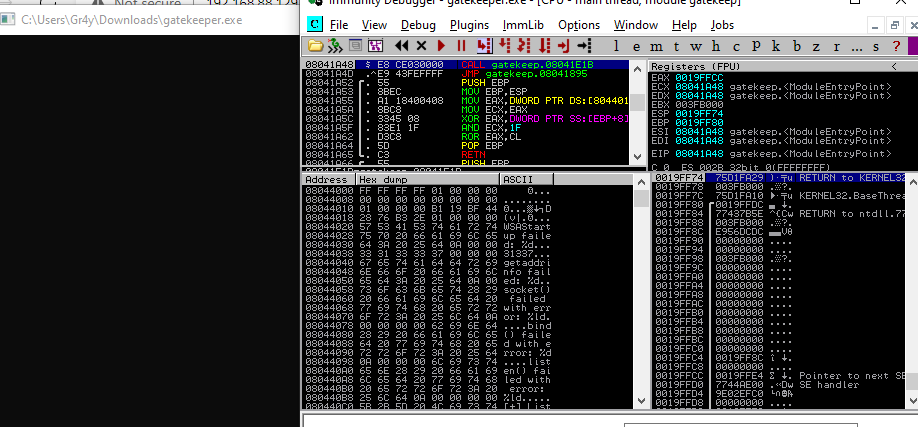 Not secure 192.168.88.129
C:\Users\Gr4y\Downloads\gatekeeper.exe
Immunity Debugger - gatekeeper.exe - [CPU - main thread, module gatekeep]
File View Debug Plugins ImmLib Options Window Help Jobs
l e m t w h c p k b z r ... s ?
08041A48 $ E8 CE030000 CALL gatekeep.08041E1B
08041A4D .^E9 43FEFFFF JMP gatekeep.08041895
08041A52 55 PUSH EBP
08041A53 8BEC MOV EBP,ESP
08041A55 . A1 18400408 MOV EAX,DWORD PTR DS:[804401
08041A5A . 8BC8 MOV ECX,EAX
08041A5C . 3345 08 XOR EAX,DWORD PTR SS:[EBP+8]
08041A5F . 83E1 1F AND ECX,1F
08041A62 . D3C8 ROR EAX,CL
08041A64 . 5D POP EBP
08041A65 . C3 RETN
08041A66 55 PUSH EBP
Registers (FPU) <
EAX 0019FFCC
ECX 08041A48 gatekeep.<ModuleEntryPoint>
EDX 08041A48 gatekeep.<ModuleEntryPoint>
EBX 003FB000
ESP 0019FF74
EBP 0019FF80
ESI 08041A48 gatekeep.<ModuleEntryPoint>
EDI 08041A48 gatekeep.<ModuleEntryPoint>
EIP 08041A48 gatekeep.<ModuleEntryPoint>
C 0 ES 002B 32bit 0(FFFFFFFF)
Address Hex dump ASCII
08044000 FF FF FF FF 01 00 00 00
08044008 00 00 00 00 00 00 00 00 ........
08044010 01 00 00 00 B1 19 BF 44
08044018 28 76 B3 2E 01 00 00 00
08044020 57 53 41 53 74 61 72 74 WSAStart
08044028 75 70 20 66 61 69 6C 65 up faile
08044030 64 3A 20 25 64 0A 00 00 d: %d...
08044038 33 31 33 33 37 00 00 00 31337...
08044040 67 65 74 61 64 64 72 69 getaddri
08044048 6E 66 6F 20 66 61 69 6C nfo fail
08044050 65 64 3A 20 25 64 0A 00 ed: %d..
08044058 73 6F 63 6B 65 74 28 29 socket()
08044060 20 66 61 69 6C 65 64 20 failed
08044068 77 69 74 68 20 65 72 72 with err
08044070 6F 72 3A 20 25 6C 64 0A or: %ld.
08044078 00 00 00 00 62 69 6E 64 ....bind
08044080 28 29 20 66 61 69 6C 65 () faile
08044088 64 20 77 69 74 68 20 65 d with e
08044090 72 72 6F 72 3A 20 25 64 rror: %d
08044098 0A 00 00 00 6C 69 73 74 ....list
080440A0 65 6E 28 29 20 66 61 69 en() fai
080440A8 6C 65 64 20 77 69 74 68 led with
080440B0 20 65 72 72 6F 72 3A 20 error:
080440B8 25 6C 64 0A 00 00 00 00 %ld.....
080440C0 5B 2B 5D 20 4C 69 73 74 [+] List
0019FF74 75D1FA29 RETURN to KERNEL32
0019FF78 003FB000
0019FF7C 75D1FA10 KERNEL32.BaseThrea
0019FF80 0019FFDC
0019FF84 77437B5E RETURN to ntdll.77
0019FF88 003FB000
0019FF8C E956DCDC
0019FF90 00000000 ....
0019FF94 00000000 ....
0019FF98 003FB000
0019FF9C 00000000 ....
0019FFA0 00000000 ....
0019FFA4 00000000 ....
0019FFA8 00000000 ....
0019FFAC 00000000 ....
0019FFB0 00000000 ....
0019FFB4 00000000 ....
0019FFB8 00000000 ....
0019FFBC 00000000 ....
0019FFC0 00000000 ....
0019FFC4 0019FF8C
0019FFC8 00000000 ....
0019FFCC 0019FFE4 Pointer to next SE
0019FFD0 7744AE00 SE handler
0019FFD4 9E02EFC0
0019FFD8 00000000 ....